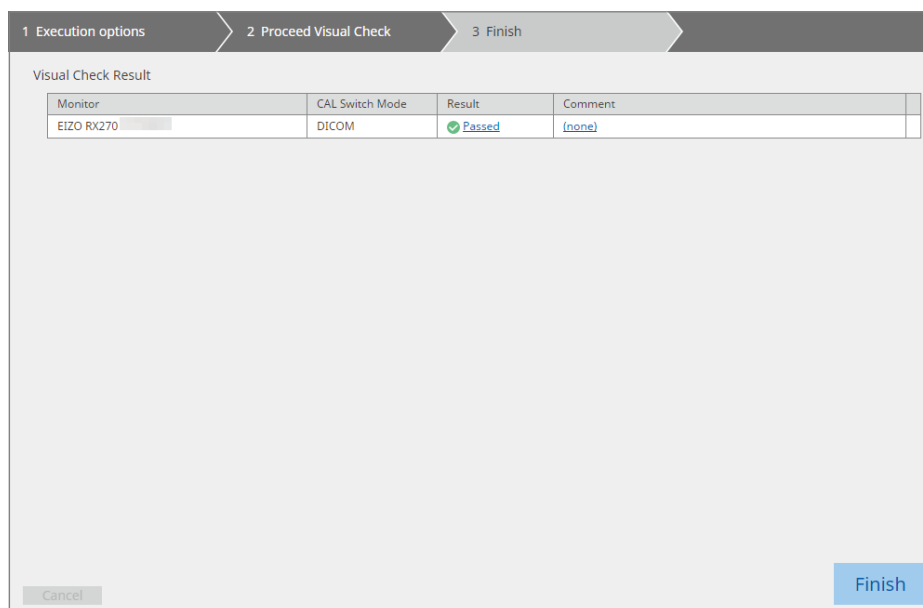 1 Execution options 2 Proceed Visual Check 3 Finish
Visual Check Result
Monitor CAL Switch Mode Result Comment
EIZO RX270 DICOM Passed (none)
Finish
Cancel